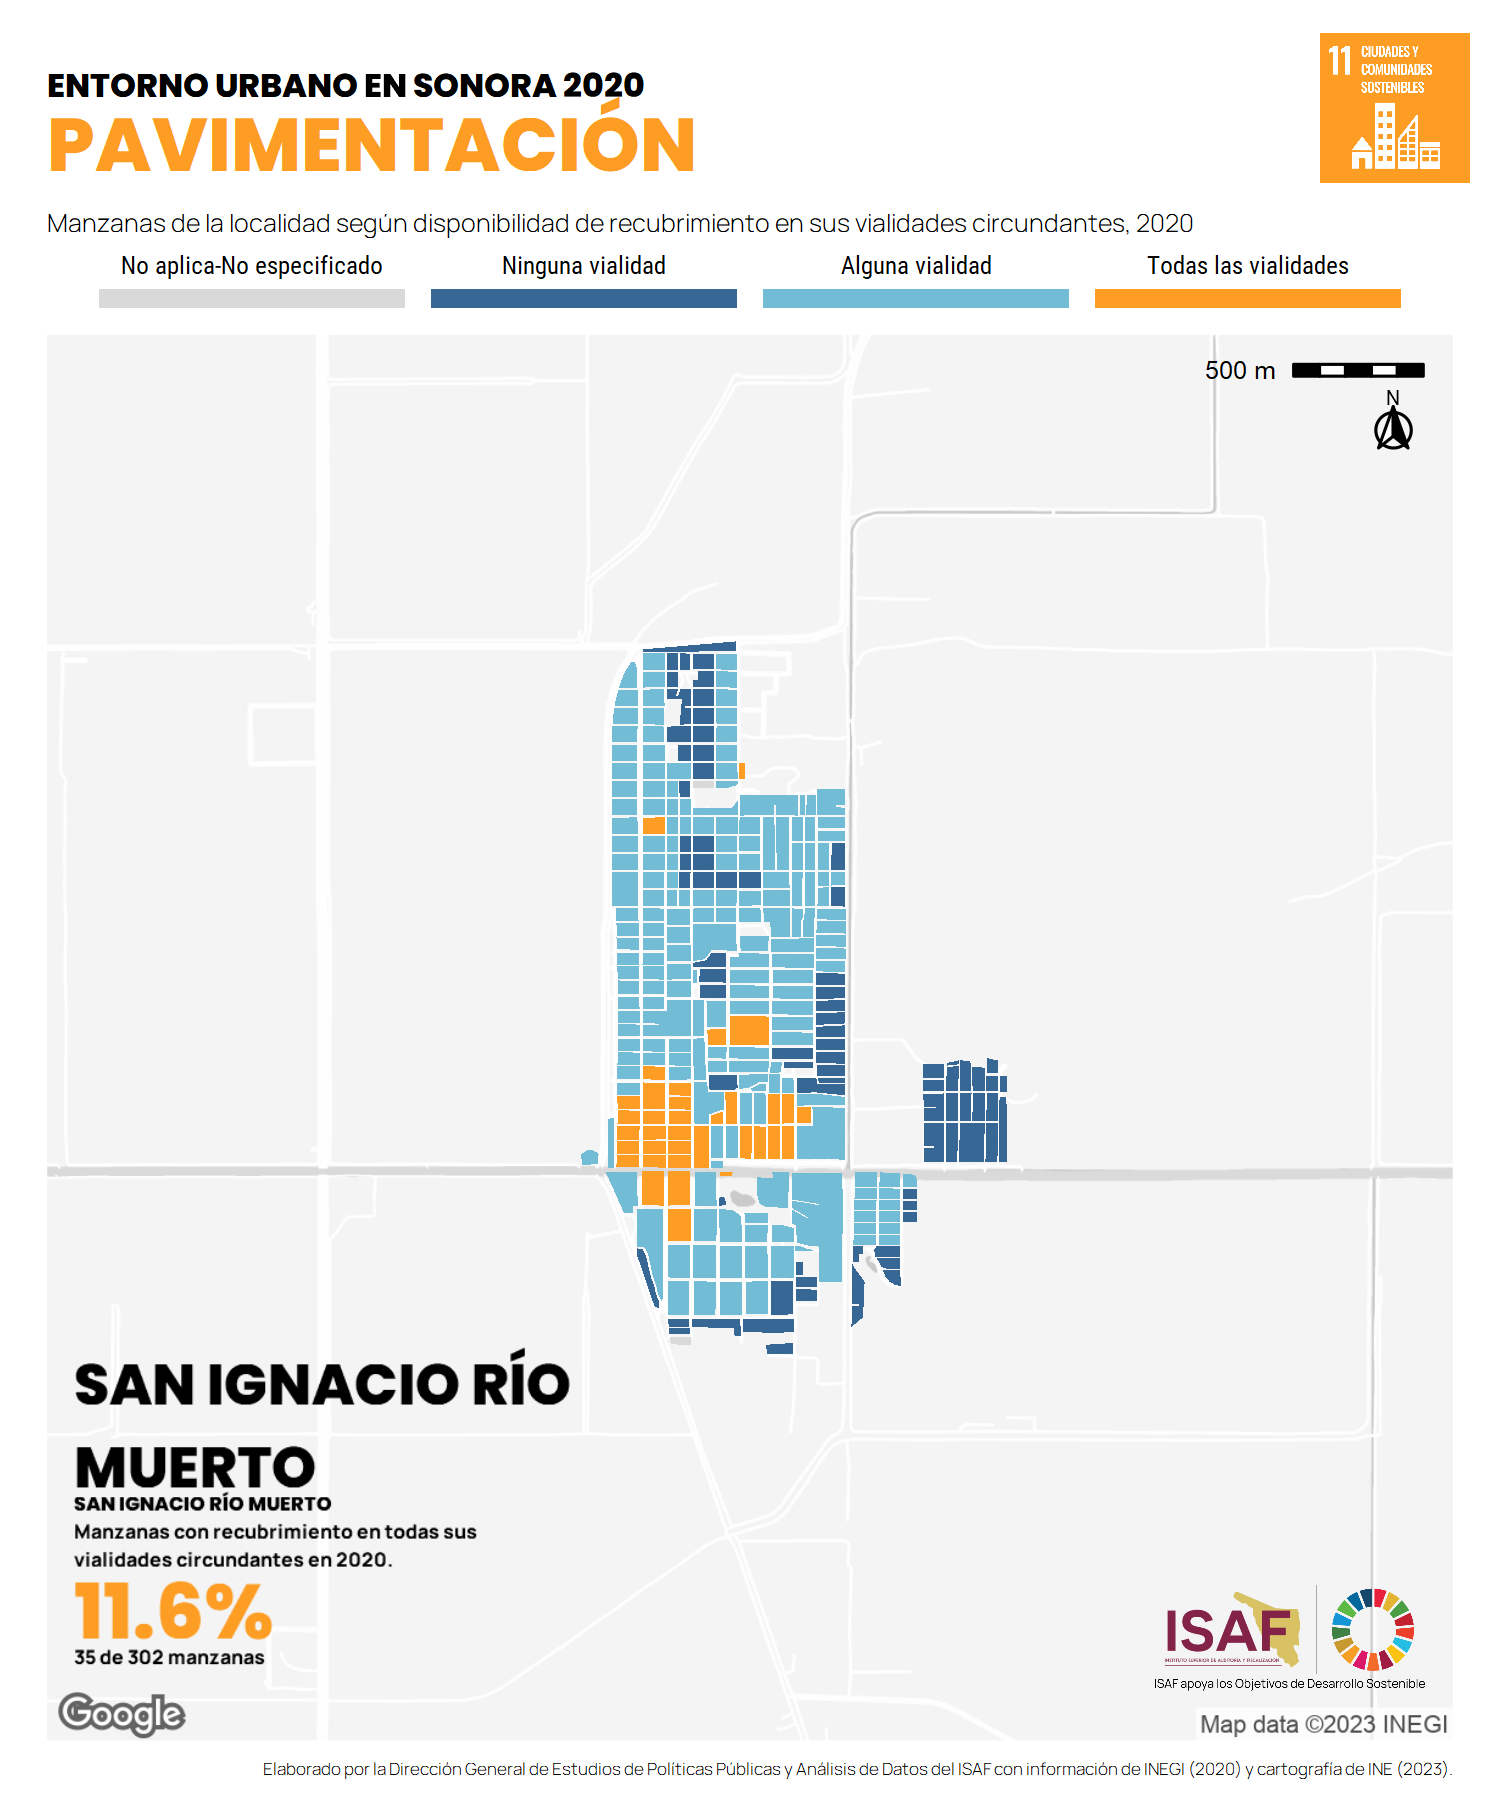 ENTORNO URBANO EN SONORA 2020
PAVIMENTACIÓN
11 CIUDADES Y
COMUNIDADES
SOSTENIBLES
Manzanas de la localidad según disponibilidad de recubrimiento en sus vialidades circundantes, 2020
No aplica-No especificado
Ninguna vialidad
Alguna vialidad
Todas las vialidades
500 m
N
SAN IGNACIO RÍO
MUERTO
SAN IGNACIO RÍO MUERTO
Manzanas con recubrimiento en todas sus
vialidades circundantes en 2020.
11.6%
35 de 302 manzanas
Google
ISAF
INSTITUTO SUPERIOR DE AUDITORÍA Y FISCALIZACIÓN
ISAF apoya los Objetivos de Desarrollo Sostenible
Map data ©2023 INEGI
Elaborado por la Dirección General de Estudios de Políticas Públicas y Análisis de Datos del ISAF con información de INEGI (2020) y cartografía de INE (2023).